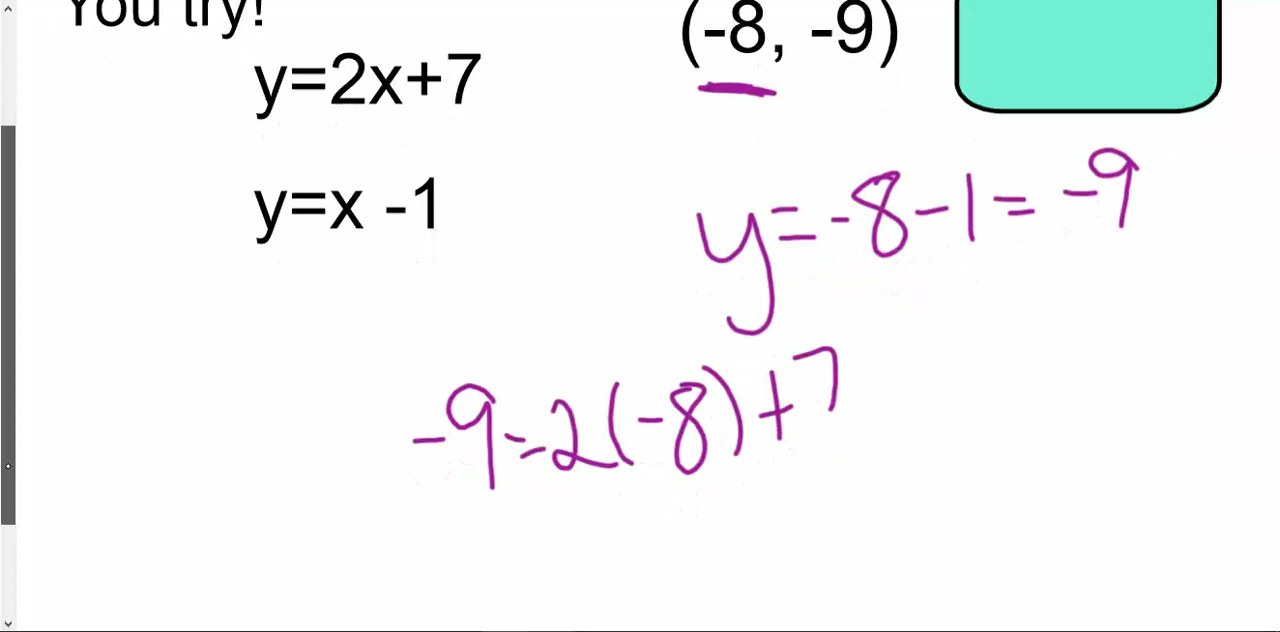 You try!
(-8, -9)
y=2x+7
y=x -1
y=-8-1=-9
-9=2(-8)+7